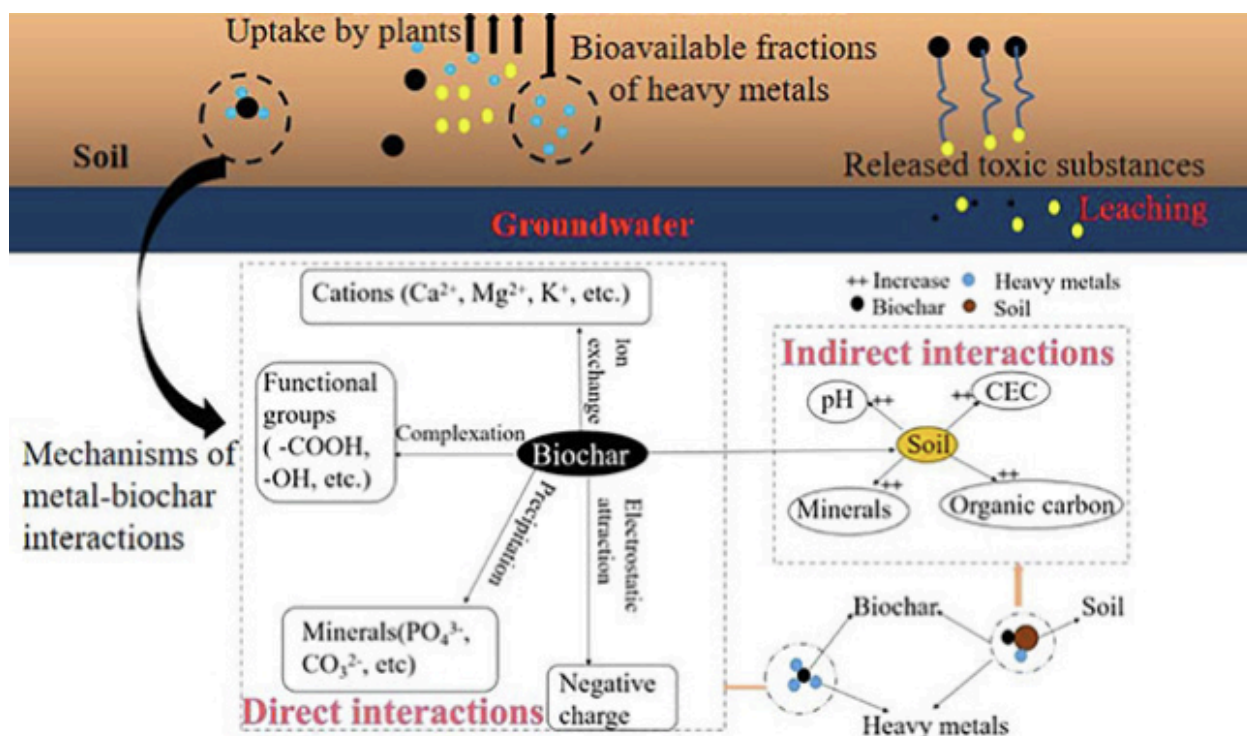 Uptake by plants
Bioavailable fractions
of heavy metals
Soil
Released toxic substances
Leaching
Groundwater
Cations (Ca²⁺, Mg²⁺, K⁺, etc.)
++ Increase
Heavy metals
Biochar
Soil
Ion
exchange
Indirect interactions
Functional
groups
( -COOH,
-OH, etc.)
Complexation
Biochar
pH
++
++
CEC
Soil
++
++
Minerals
Organic carbon
Mechanisms of
metal-biochar
interactions
Precipitation
Electrostatic
attraction
Minerals(PO₄³⁻,
CO₃²⁻, etc)
Negative
charge
Direct interactions
Biochar
Soil
Heavy metals